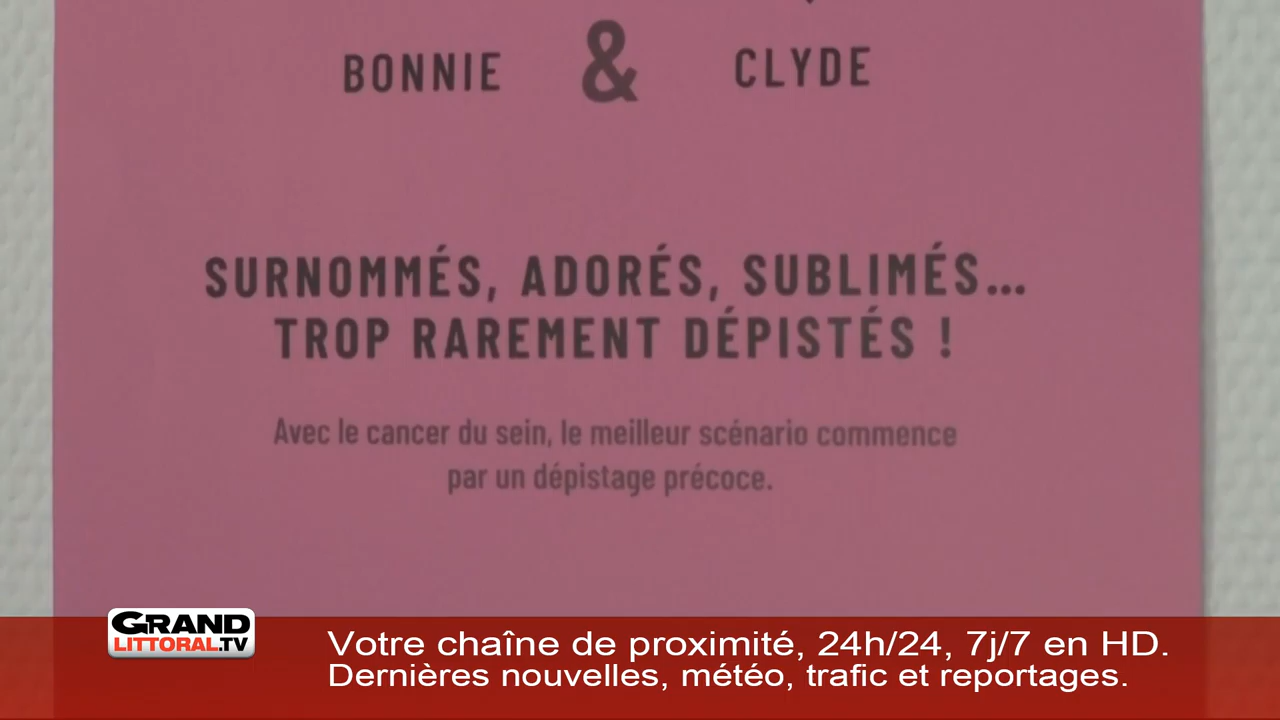 BONNIE & CLYDE
SURNOMMÉS, ADORÉS, SUBLIMÉS...
TROP RAREMENT DÉPISTÉS !
Avec le cancer du sein, le meilleur scénario commence
par un dépistage précoce.
GRAND
LITTORAL.TV
Votre chaîne de proximité, 24h/24, 7j/7 en HD.
Dernières nouvelles, météo, trafic et reportages.